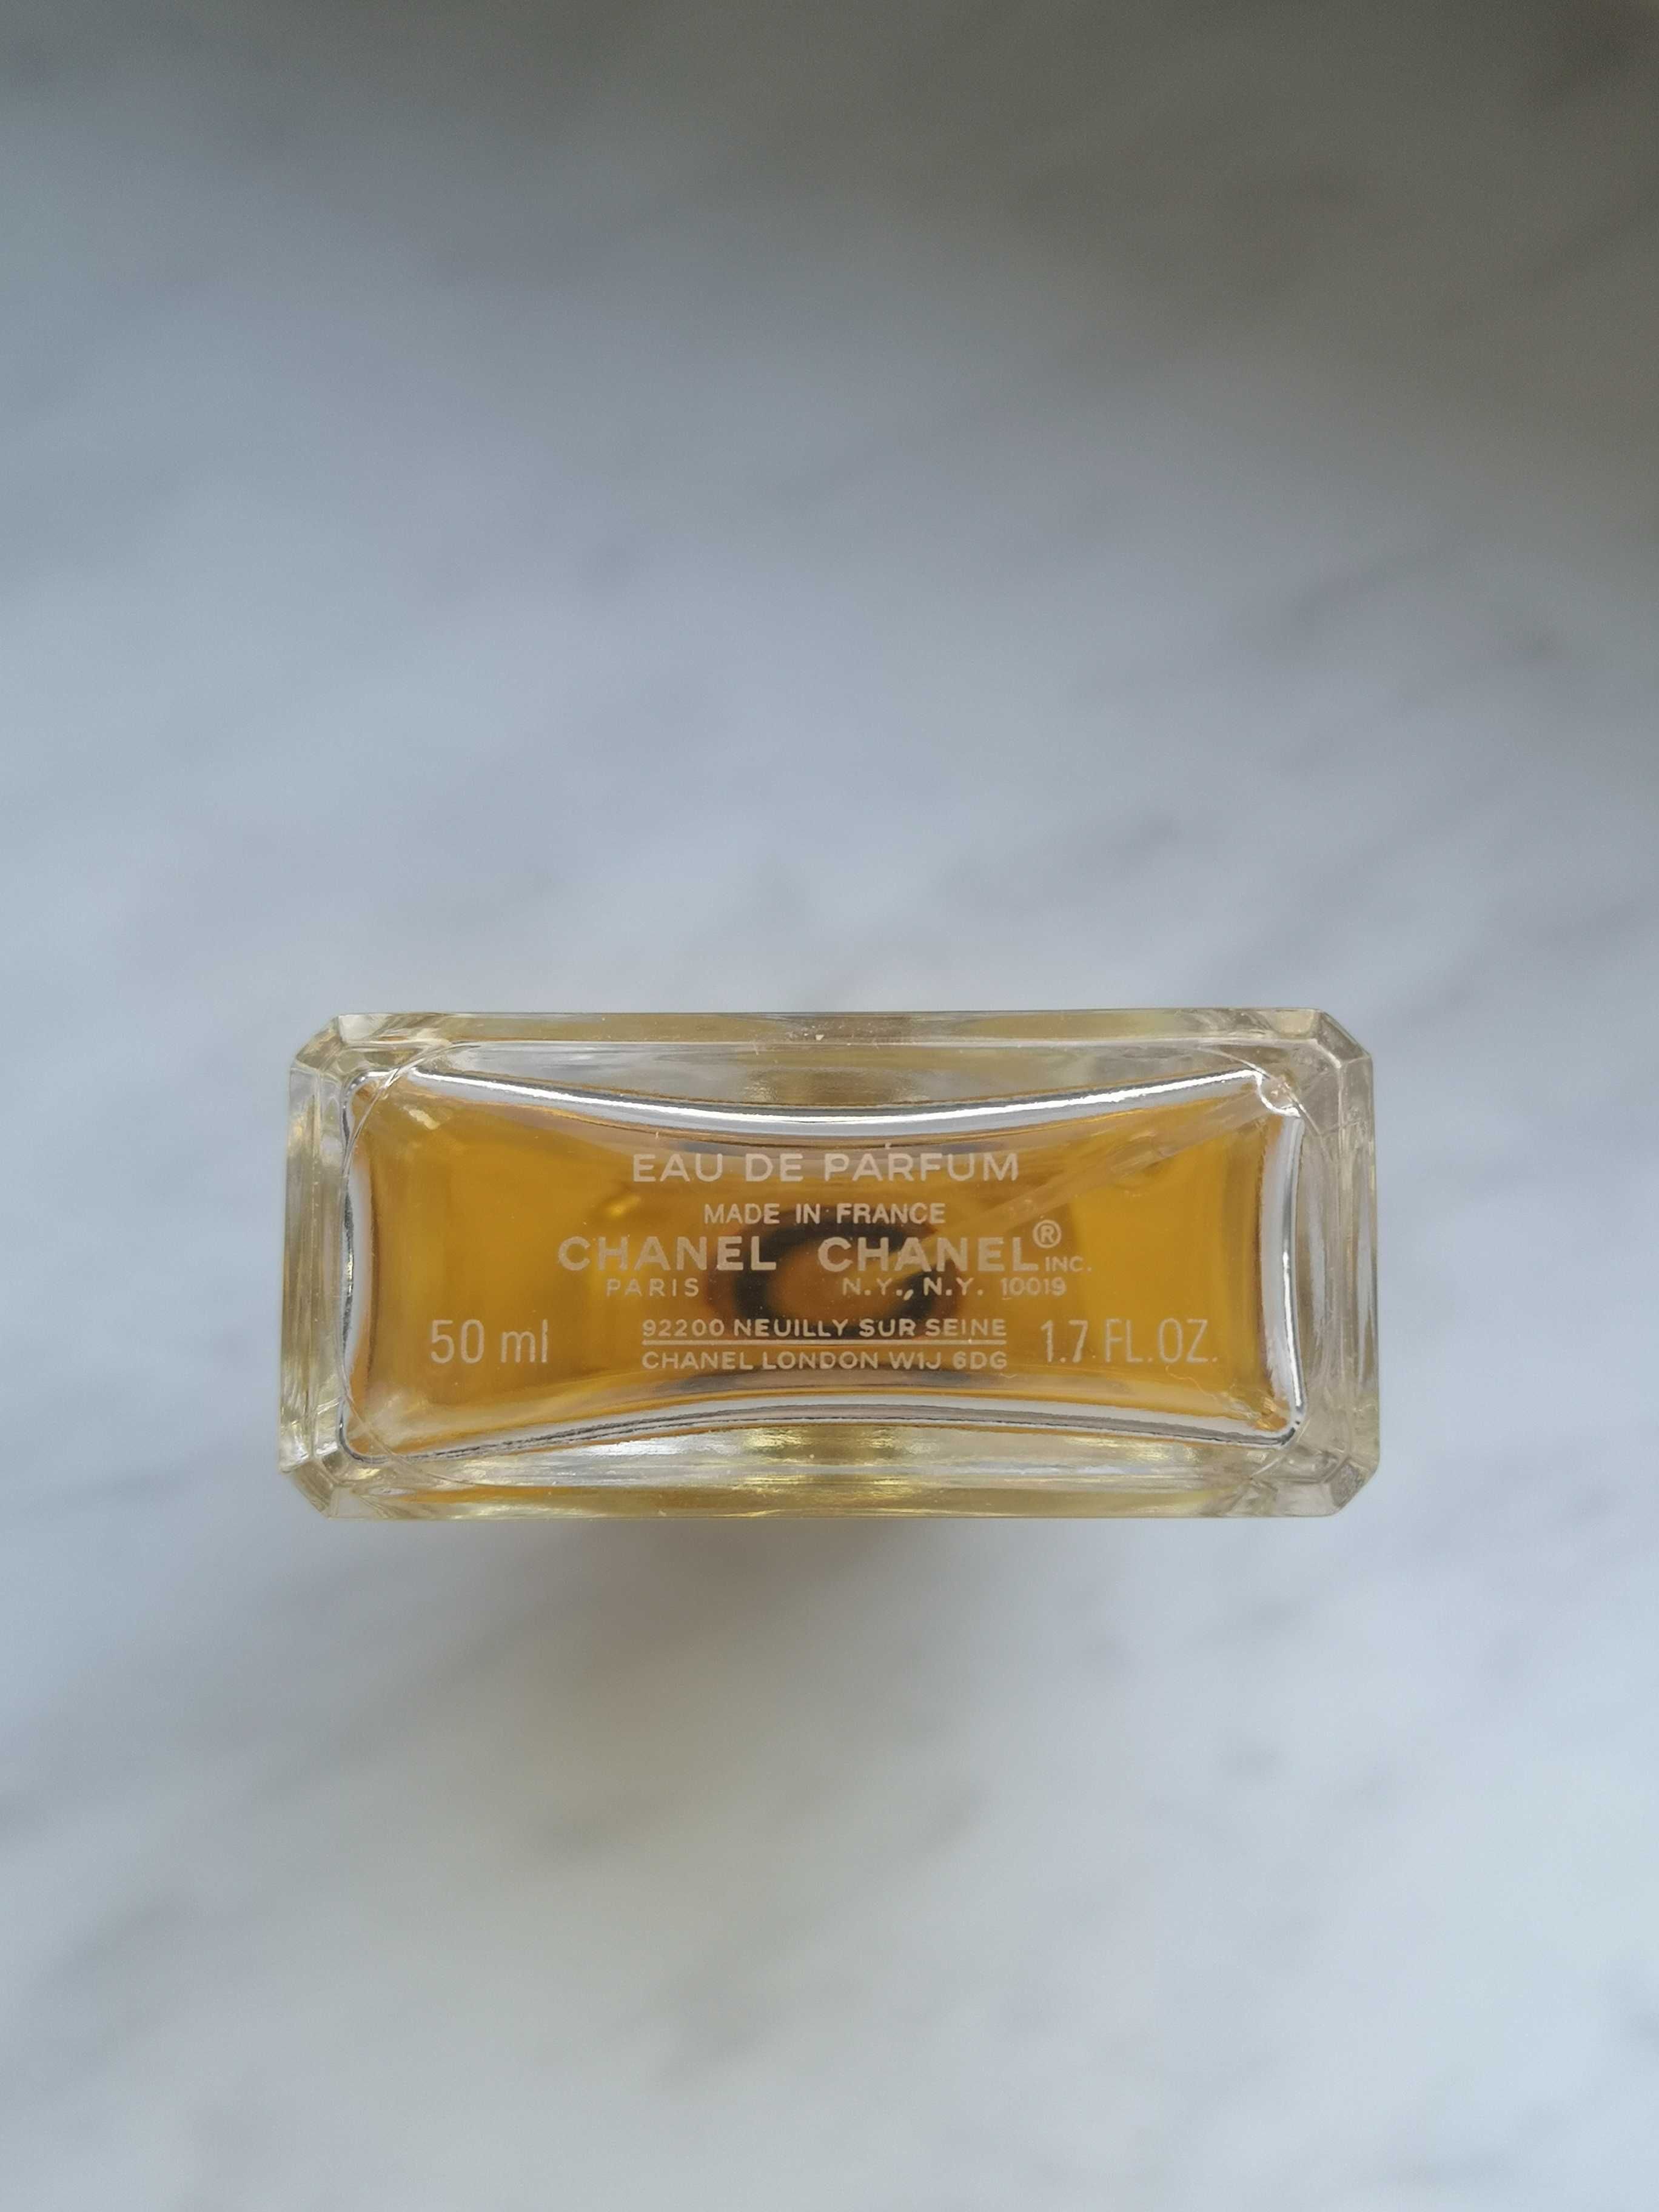 EAU DE PARFUM
MADE IN FRANCE
CHANEL CHANEL® INC.
PARIS N.Y., N.Y. 10019
50 ml 92200 NEUILLY SUR SEINE 1.7 FL.OZ.
CHANEL LONDON W1J 6DG